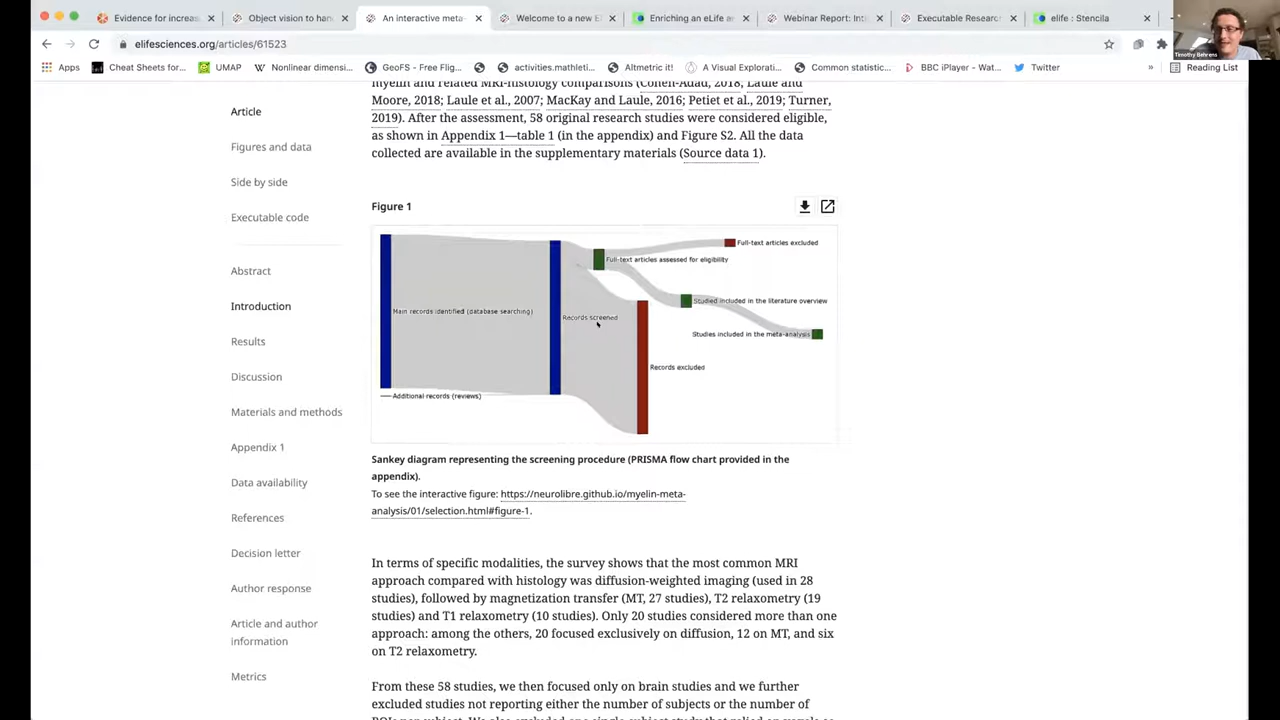 Evidence for increas
Object vision to han
An interactive meta-
Welcome to a new E
Enriching an eLife a
Webinar Report: Int
Executable Researc
elife : Stencila
elifesciences.org/articles/61523
Timothy Behrens
Apps
Cheat Sheets for...
UMAP
Nonlinear dimensi...
GeoFS - Free Flig...
Altmetric it!
A Visual Explorati...
Common statistic...
BBC iPlayer - Wat...
Twitter
»
Reading List
Article
Figures and data
Side by side
Executable code
Abstract
Introduction
Results
Discussion
Materials and methods
Appendix 1
Data availability
References
Decision letter
Author response
Article and author
information
Metrics
myelin and related MRI-histology comparisons (Cohen-Adad, 2018, Laule and
Moore, 2018; Laule et al., 2007; MacKay and Laule, 2016; Petiet et al., 2019; Turner,
2019). After the assessment, 58 original research studies were considered eligible,
as shown in Appendix 1—table 1 (in the appendix) and Figure S2. All the data
collected are available in the supplementary materials (Source data 1).
Figure 1
Full-text articles excluded
Full-text articles assessed for eligibility
Studied included in the literature overview
Main records identified (database searching)
Records screened
Studies included in the meta-analysis
Records excluded
Additional records (reviews)
Sankey diagram representing the screening procedure (PRISMA flow chart provided in the
appendix).
To see the interactive figure: https://neurolibre.github.io/myelin-meta-
analysis/01/selection.html#figure-1.
In terms of specific modalities, the survey shows that the most common MRI
approach compared with histology was diffusion-weighted imaging (used in 28
studies), followed by magnetization transfer (MT, 27 studies), T2 relaxometry (19
studies) and T1 relaxometry (10 studies). Only 20 studies considered more than one
approach: among the others, 20 focused exclusively on diffusion, 12 on MT, and six
on T2 relaxometry.
From these 58 studies, we then focused only on brain studies and we further
excluded studies not reporting either the number of subjects or the number of